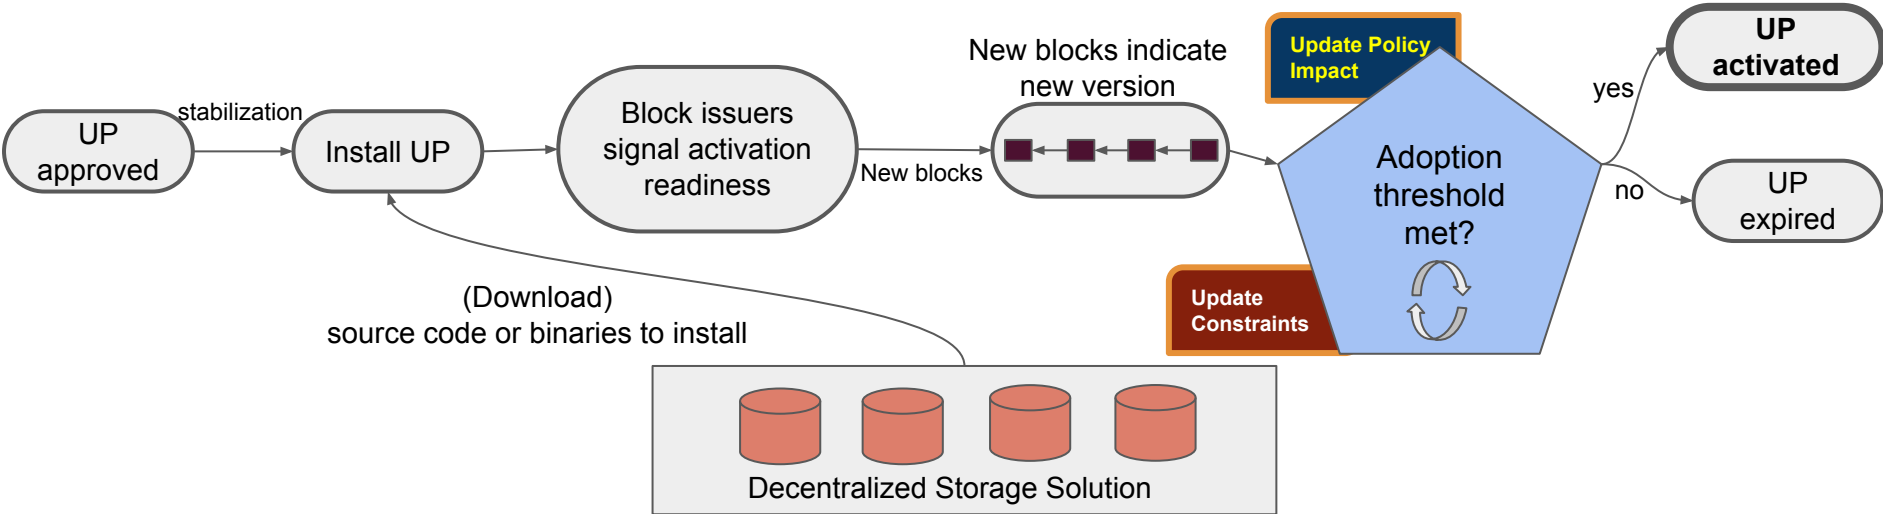 UP
approved
stabilization
Install UP
Block issuers
signal activation
readiness
New blocks
New blocks indicate
new version
Update Policy
Impact
Adoption
threshold
met?
Update
Constraints
yes
UP
activated
no
UP
expired
(Download)
source code or binaries to install
Decentralized Storage Solution